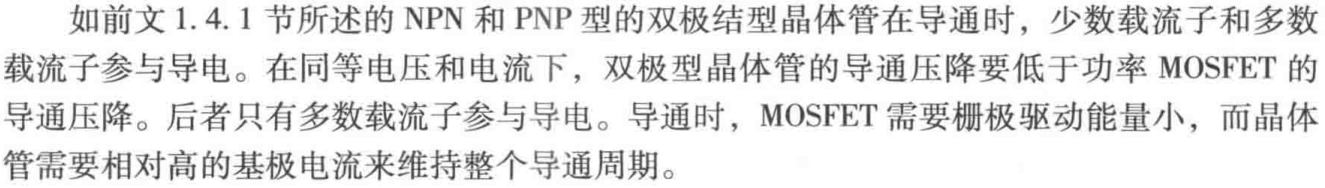 如前文 1.4.1 节所述的 NPN 和 PNP 型的双极结型晶体管在导通时，少数载流子和多数
载流子参与导电。在同等电压和电流下，双极型晶体管的导通压降要低于功率 MOSFET 的
导通压降。后者只有多数载流子参与导电。导通时，MOSFET 需要栅极驱动能量小，而晶体
管需要相对高的基极电流来维持整个导通周期。